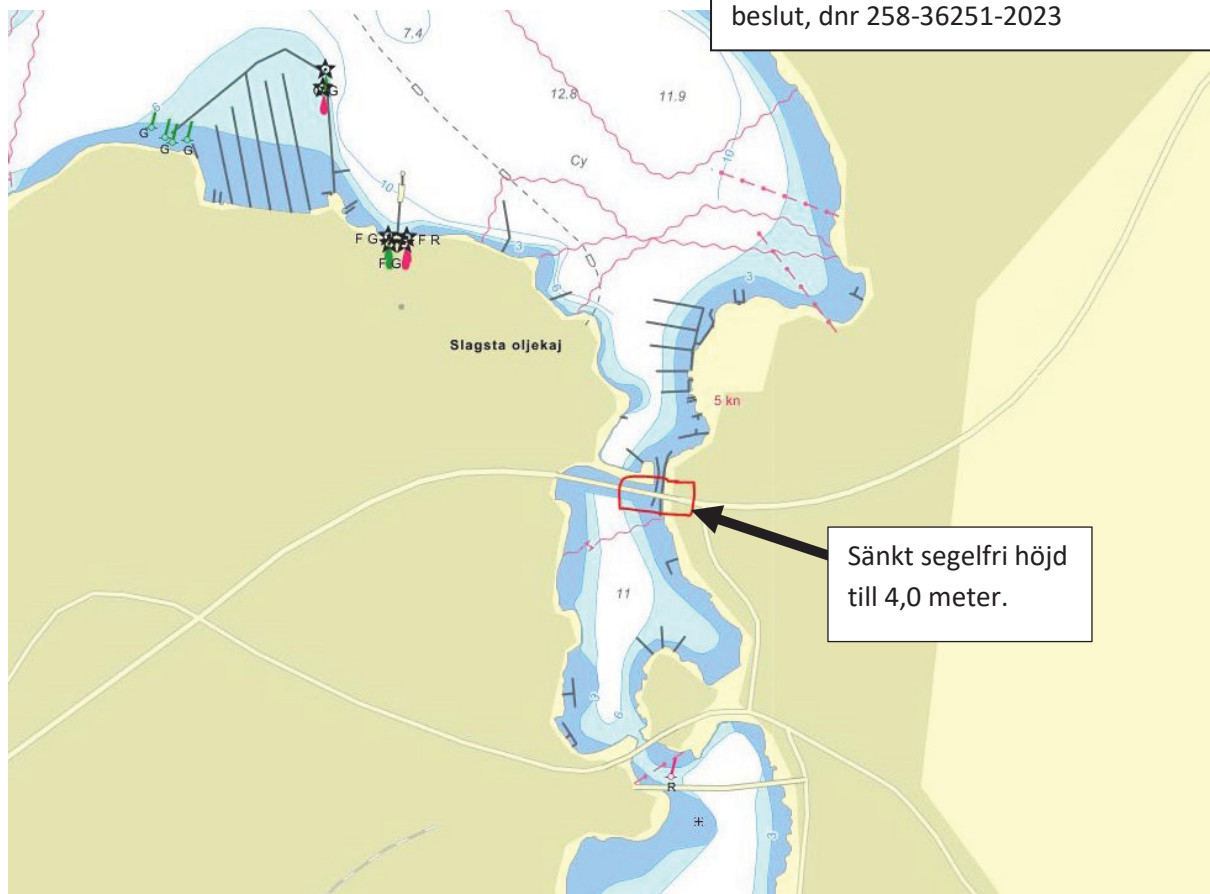 beslut, dnr 258-36251-2023
7.4
12.8
11.9
Cy
6
G
G
G
G
10
10
F G
F R
F G
3
6
3
Slagsta oljekaj
5 kn
Sänkt segelfri höjd
till 4,0 meter.
11
3
6
R
3